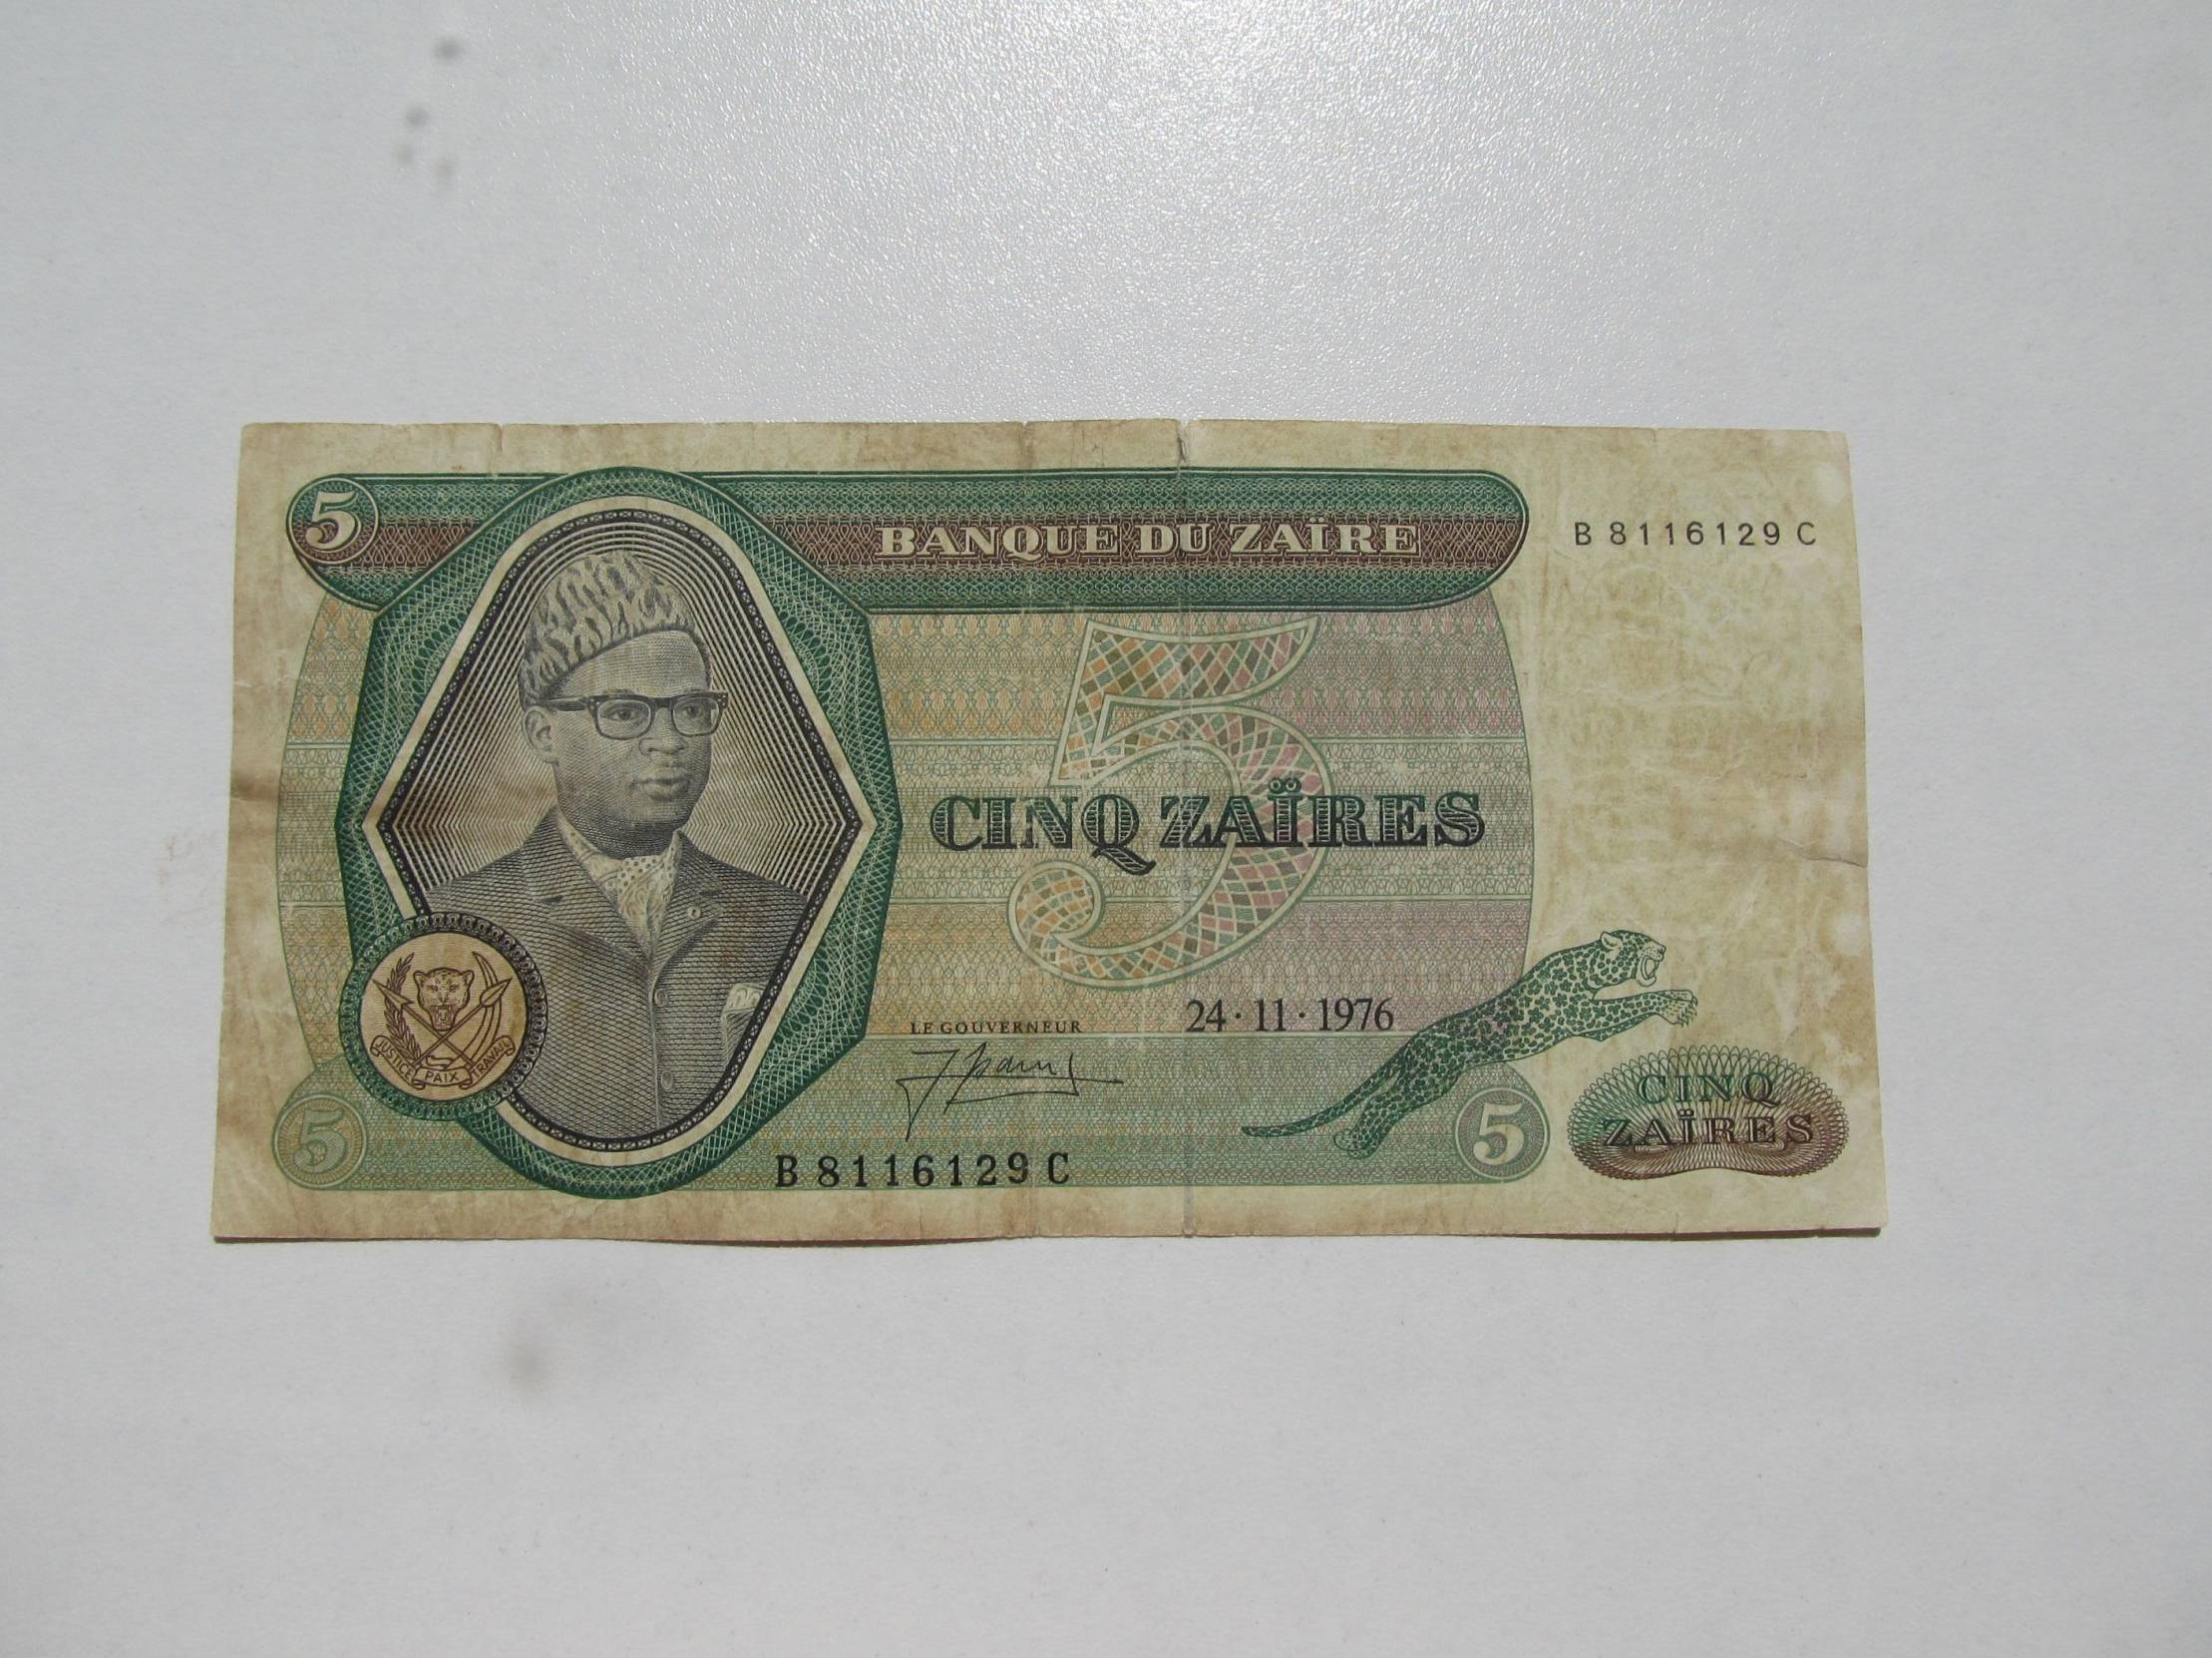 5
BANQUE DU ZAÏRE
B 8116129 C
5
CINQ ZAÏRES
LE GOUVERNEUR
24·11·1976
JUSTICE PAIX TRAVAIL
5
5
CINQ
ZAÏRES
B 8116129 C